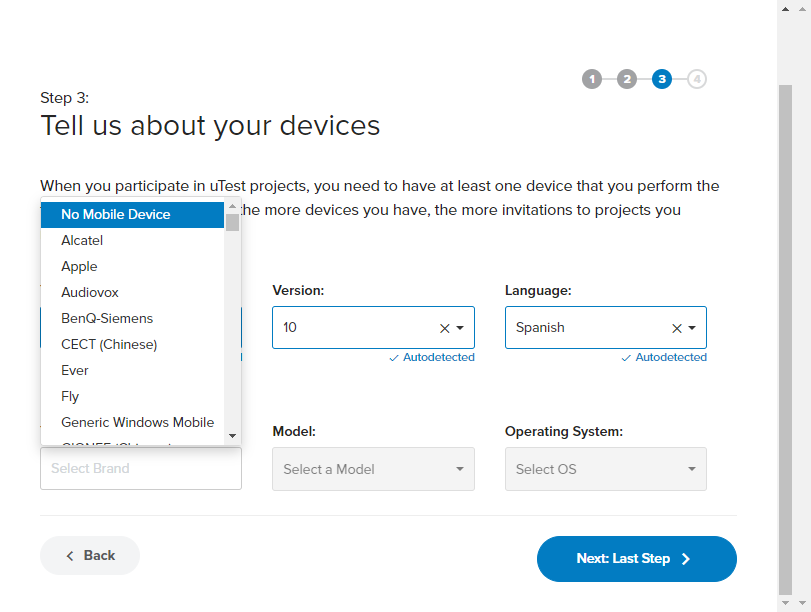 1 2 3 4
Step 3:
Tell us about your devices
When you participate in uTest projects, you need to have at least one device that you perform the
the more devices you have, the more invitations to projects you
No Mobile Device
Alcatel
Apple
Audiovox
BenQ-Siemens
CECT (Chinese)
Ever
Fly
Generic Windows Mobile
Select Brand
Version:
10
Autodetected
Language:
Spanish
Autodetected
Model:
Select a Model
Operating System:
Select OS
Back
Next: Last Step